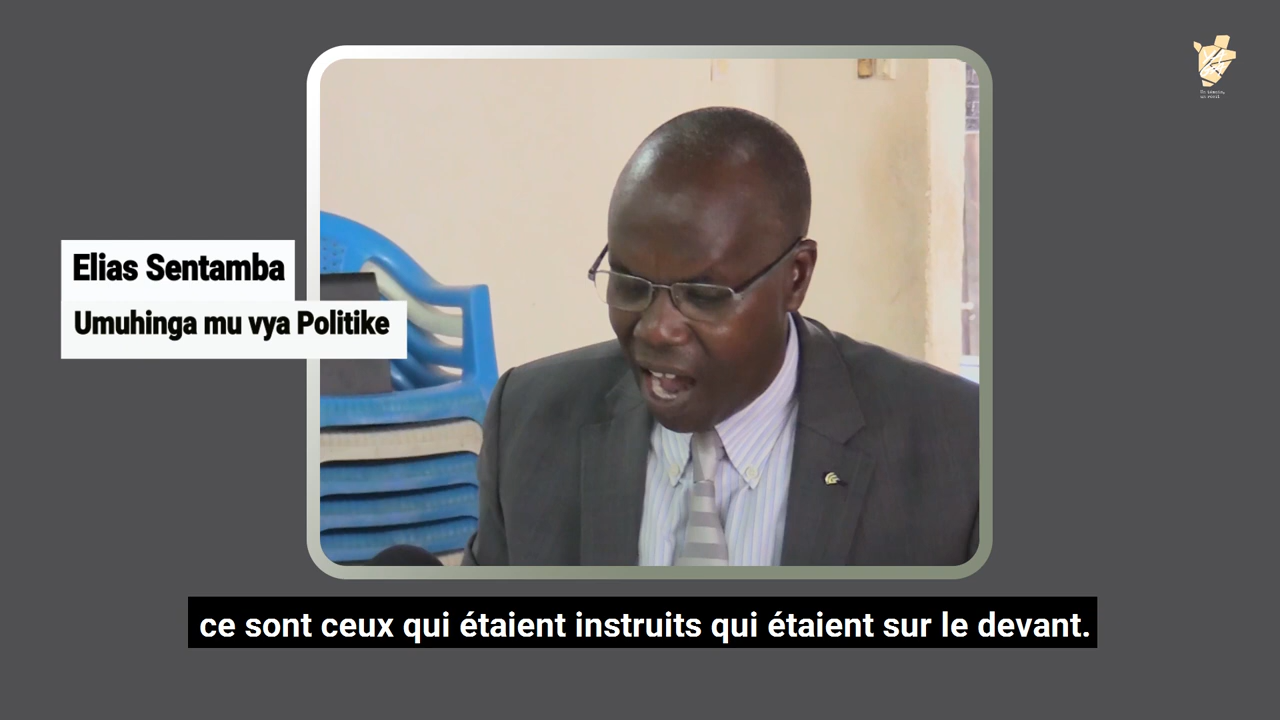 Elias Sentamba
Umuhinga mu vya Politike
ce sont ceux qui étaient instruits qui étaient sur le devant.